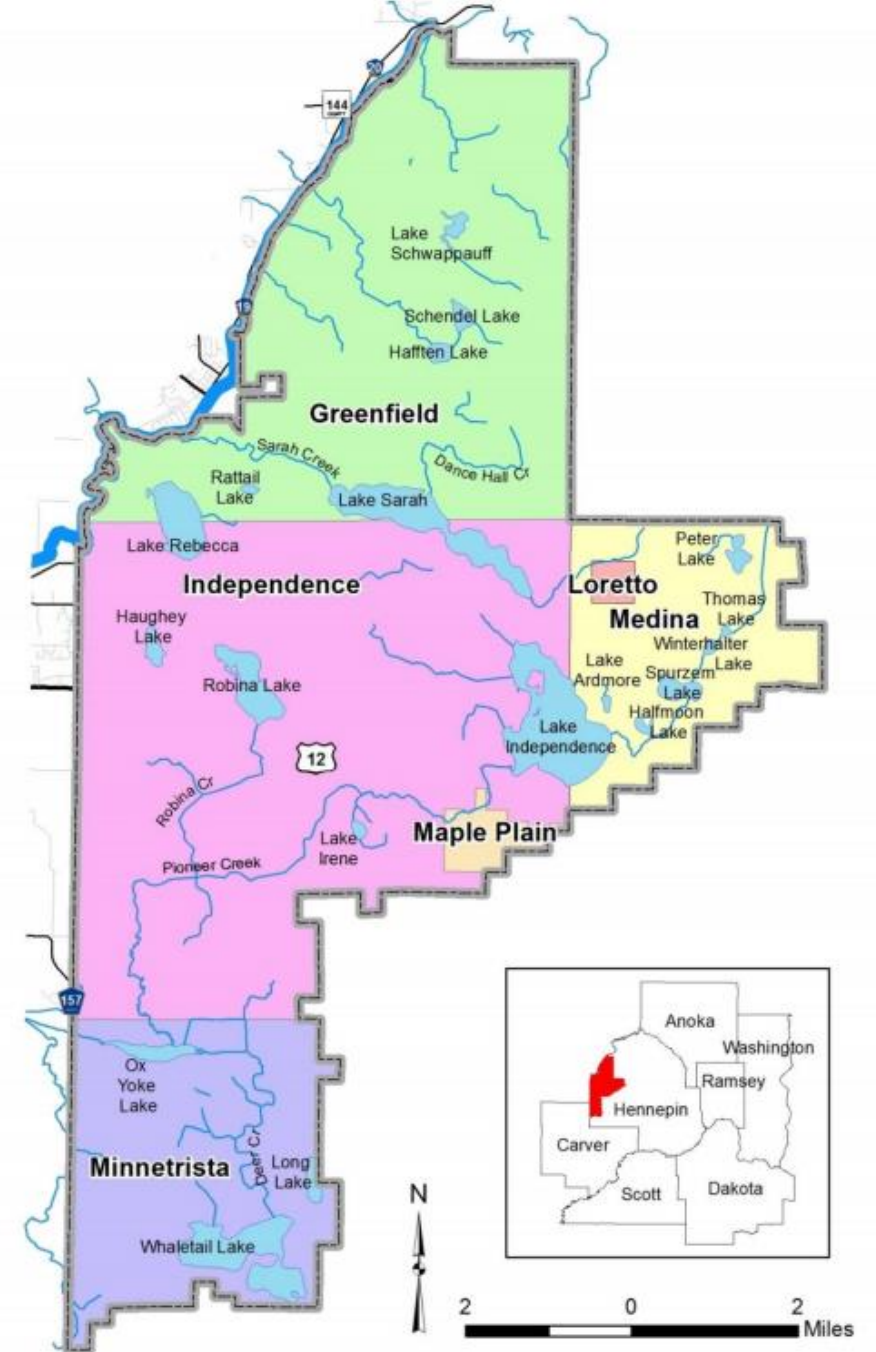 20
144
Lake
Schwappauff
19
Schendel Lake
Hafften Lake
Greenfield
Sarah Creek
Dance Hall Cr
Rattail
Lake
Lake Sarah
Lake Rebecca
Peter
Lake
Independence
Loretto
Medina
Thomas
Lake
Haughey
Lake
Winterhalter
Lake
Lake
Ardmore
Spurzem
Lake
Robina Lake
Halfmoon
Lake
Lake
Independence
12
Robina Cr
Maple Plain
Lake
Irene
Pioneer Creek
157
Ox
Yoke
Lake
Deer Cr
Minnetrista
Long
Lake
Whaletail Lake
Anoka
Washington
Ramsey
Hennepin
Carver
Scott
Dakota
N
2 0 2
Miles